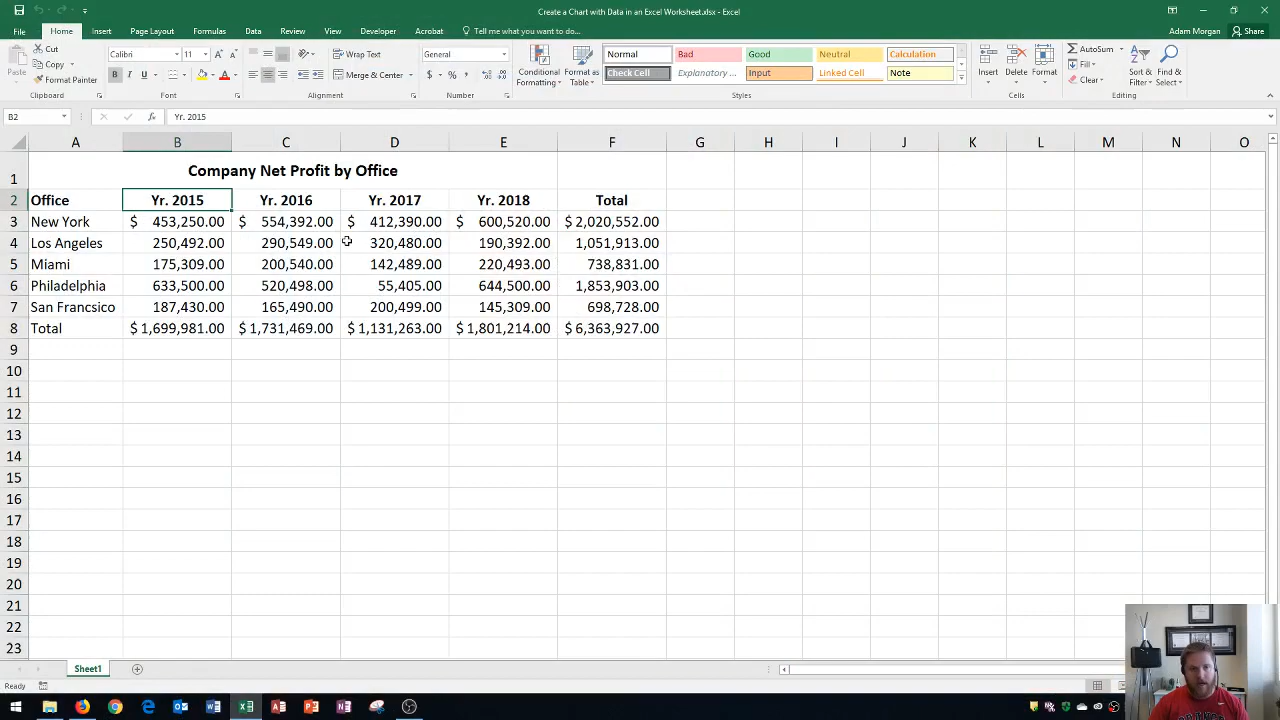 Create a Chart with Data in an Excel Worksheet.xlsx - Excel
File Home Insert Page Layout Formulas Data Review View Developer Acrobat Tell me what you want to do... Adam Morgan Share
Paste Cut Copy Format Painter Clipboard
Calibri 11 B I U A A A Font
Wrap Text Merge & Center Alignment
General $ % , Number
Conditional Formatting Format as Table
Normal Bad Good Neutral Calculation
Check Cell Explanatory ... Input Linked Cell Note
Styles
Insert Delete Format Cells
AutoSum Fill Clear Sort & Filter Find & Select Editing
B2 fx Yr. 2015
A B C D E F G H I J K L M N O
1 Company Net Profit by Office
2 Office Yr. 2015 Yr. 2016 Yr. 2017 Yr. 2018 Total
3 New York $ 453,250.00 $ 554,392.00 $ 412,390.00 $ 600,520.00 $ 2,020,552.00
4 Los Angeles 250,492.00 290,549.00 320,480.00 190,392.00 1,051,913.00
5 Miami 175,309.00 200,540.00 142,489.00 220,493.00 738,831.00
6 Philadelphia 633,500.00 520,498.00 55,405.00 644,500.00 1,853,903.00
7 San Francsico 187,430.00 165,490.00 200,499.00 145,309.00 698,728.00
8 Total $ 1,699,981.00 $ 1,731,469.00 $ 1,131,263.00 $ 1,801,214.00 $ 6,363,927.00
9
10
11
12
13
14
15
16
17
18
19
20
21
22
23
Sheet1
Ready